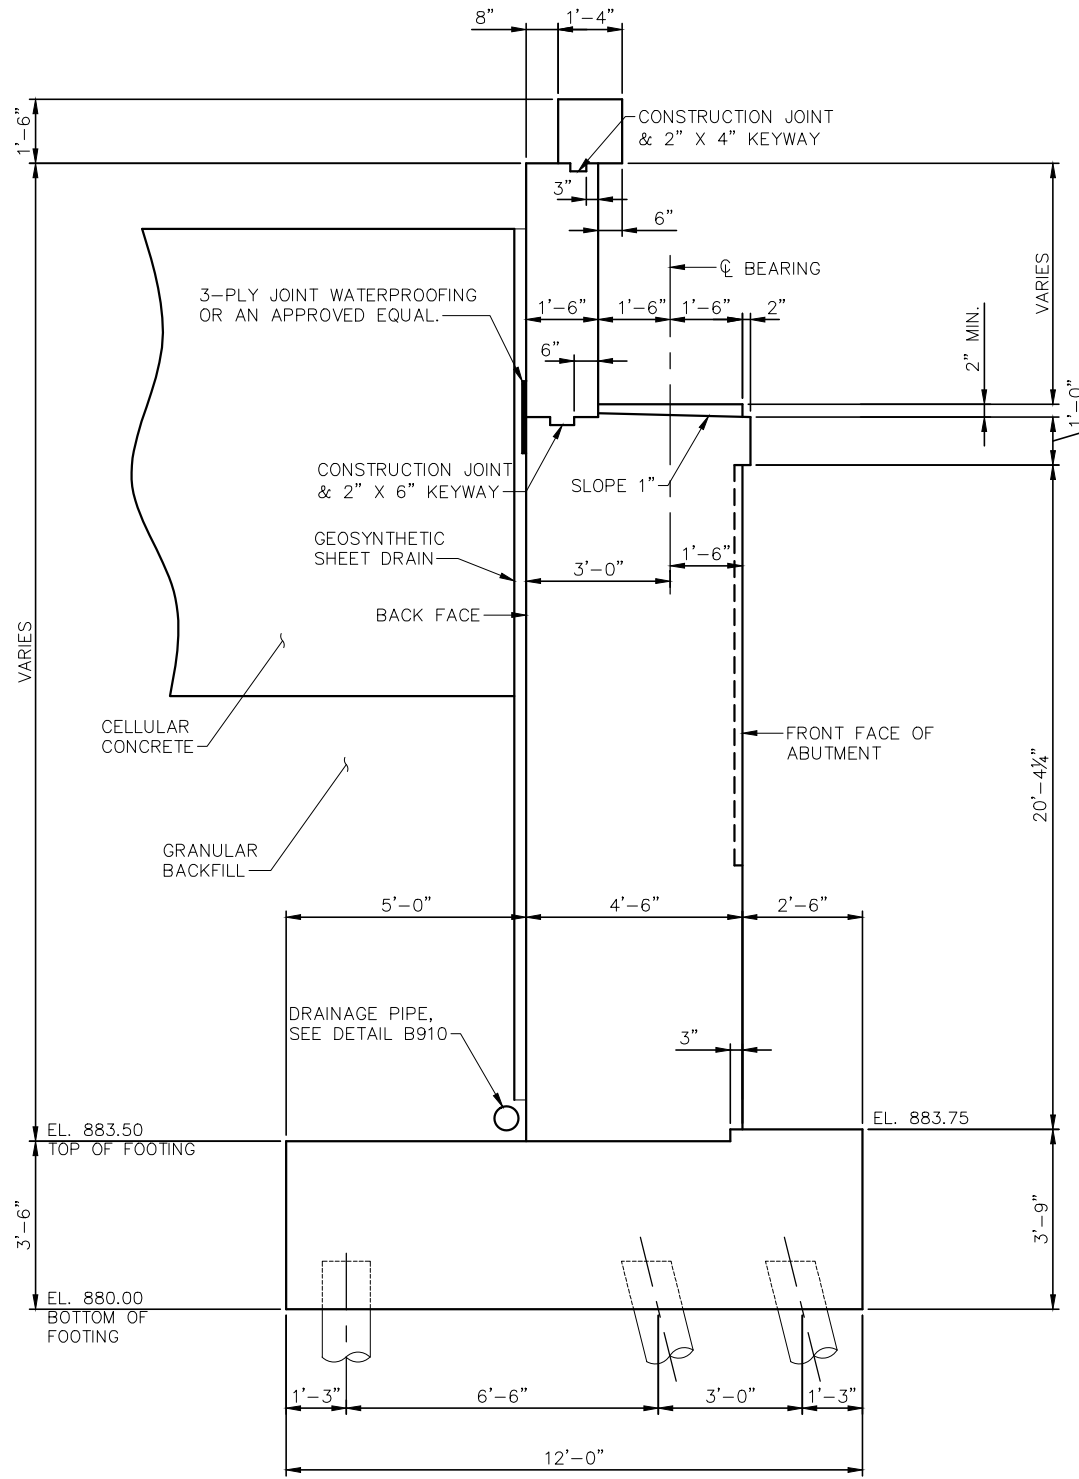 8" 1'-4"
1'-6"
CONSTRUCTION JOINT
& 2" X 4" KEYWAY
3"
6"
℄ BEARING
VARIES
3-PLY JOINT WATERPROOFING
OR AN APPROVED EQUAL.
1'-6" 1'-6" 1'-6" 2"
6"
2" MIN.
1'-0"
CONSTRUCTION JOINT
& 2" X 6" KEYWAY
SLOPE 1"
GEOSYNTHETIC
SHEET DRAIN
1'-6"
3'-0"
BACK FACE
VARIES
CELLULAR
CONCRETE
FRONT FACE OF
ABUTMENT
20'-4¼"
GRANULAR
BACKFILL
5'-0" 4'-6" 2'-6"
DRAINAGE PIPE,
SEE DETAIL B910
3"
EL. 883.50
TOP OF FOOTING
EL. 883.75
3'-6"
3'-9"
EL. 880.00
BOTTOM OF
FOOTING
1'-3" 6'-6" 3'-0" 1'-3"
12'-0"